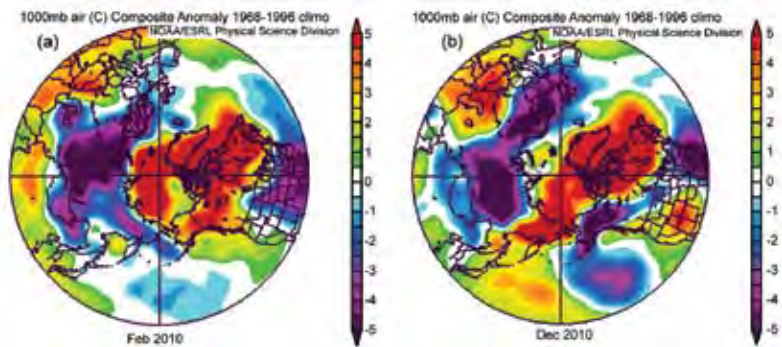 1000mb air (C) Composite Anomaly 1968-1996 climo
NOAA/ESRL Physical Science Division
(a)
5
4
3
2
1
0
-1
-2
-3
-4
-5
Feb 2010
1000mb air (C) Composite Anomaly 1968-1996 climo
NOAA/ESRL Physical Science Division
(b)
5
4
3
2
1
0
-1
-2
-3
-4
-5
Dec 2010